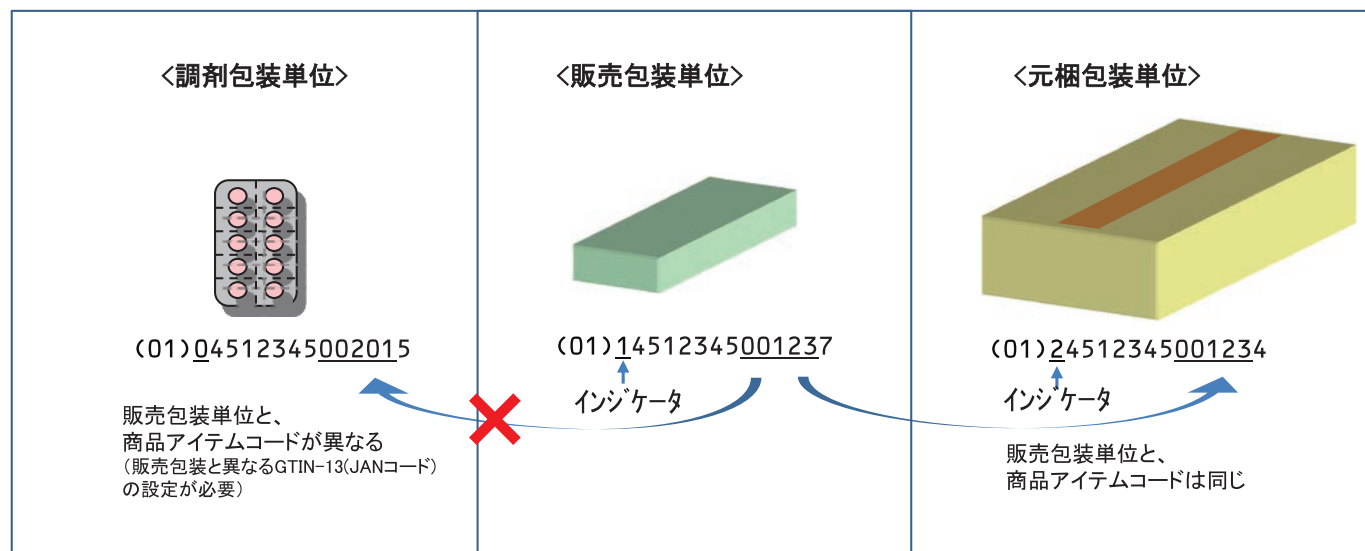 <調剤包装単位>
(01)04512345002015
販売包装単位と、
商品アイテムコードが異なる
(販売包装と異なるGTIN-13(JANコード)
の設定が必要)
<販売包装単位>
(01)14512345001237
インジケータ
<元梱包装単位>
(01)24512345001234
インジケータ
販売包装単位と、
商品アイテムコードは同じ